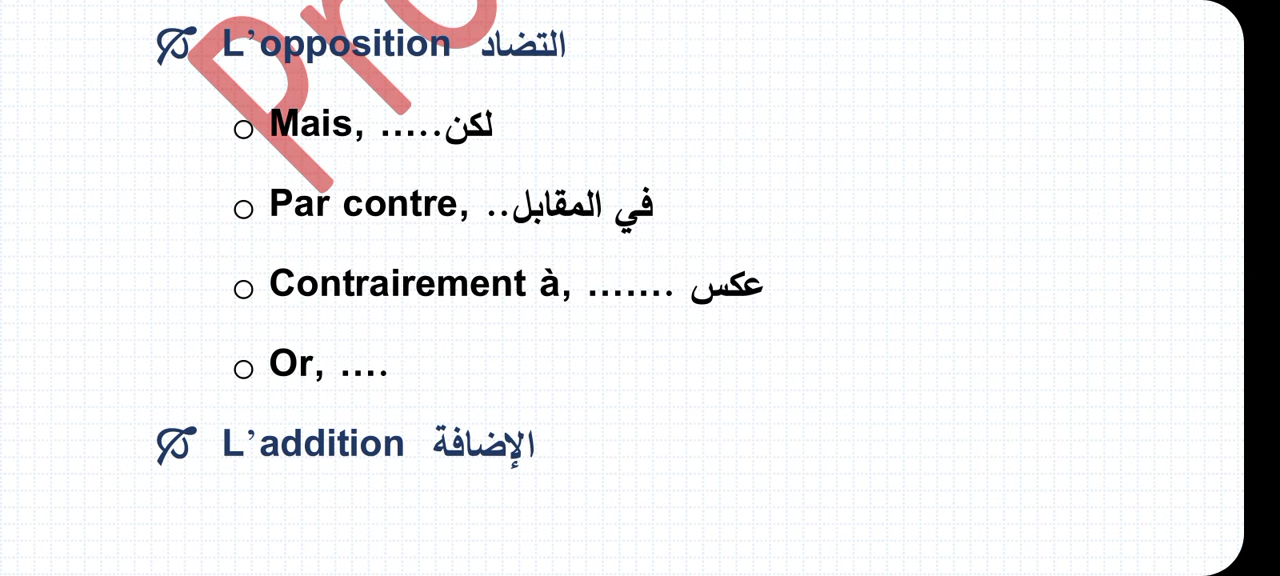 L’opposition التضاد
Mais, .....لكن
Par contre, ..في المقابل
Contrairement à, ....... عكس
Or, ....
L’addition الإضافة